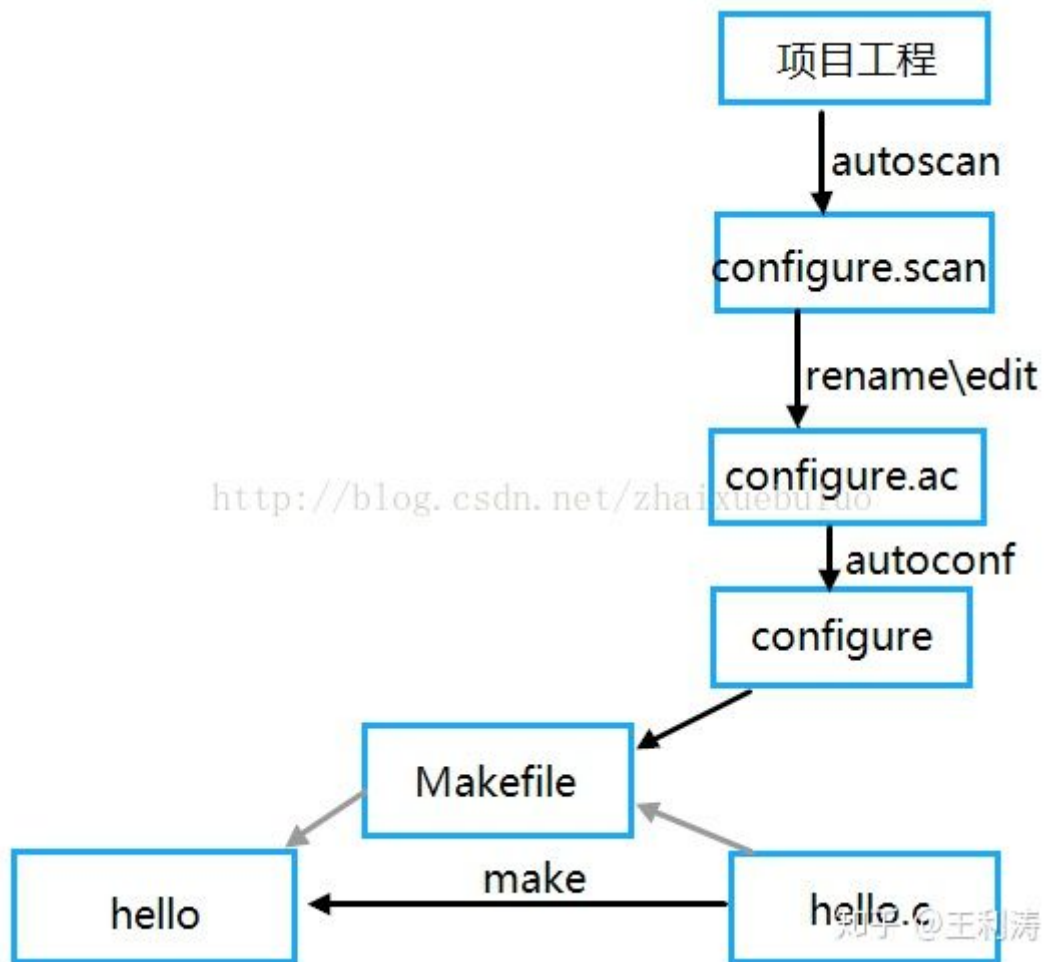 项目工程
autoscan
configure.scan
rename\edit
configure.ac
http://blog.csdn.net/zhaixuebuluo
autoconf
configure
Makefile
make
hello
hello.c
知乎 @王利涛